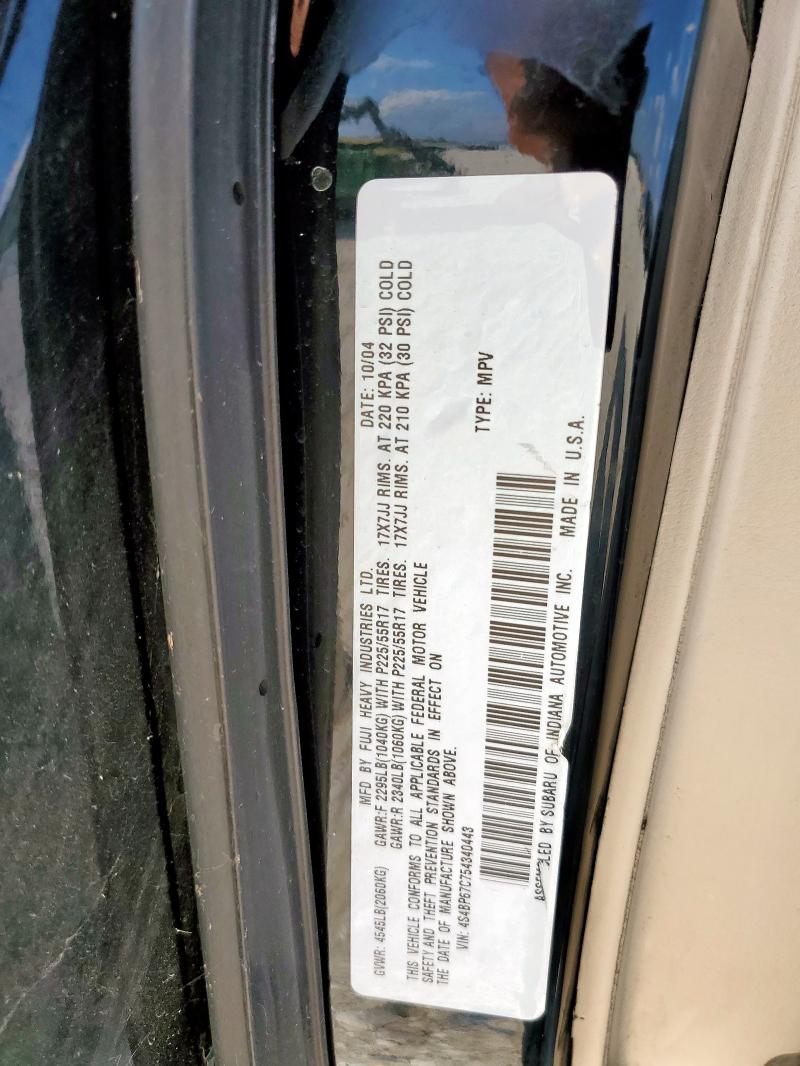 MFD BY FUJI HEAVY INDUSTRIES LTD. DATE: 10/04
GVWR: 4545LB(2060KG) GAWR:F 2295LB(1040KG) WITH P225/55R17 TIRES. 17X7JJ RIMS. AT 220 KPA (32 PSI) COLD
GAWR:R 2340LB(1060KG) WITH P225/55R17 TIRES. 17X7JJ RIMS. AT 210 KPA (30 PSI) COLD
THIS VEHICLE CONFORMS TO ALL APPLICABLE FEDERAL MOTOR VEHICLE
SAFETY AND THEFT PREVENTION STANDARDS IN EFFECT ON
THE DATE OF MANUFACTURE SHOWN ABOVE.
VIN: 4S4BP67C754340443 TYPE: MPV
BY SUBARU OF INDIANA AUTOMOTIVE INC. MADE IN U.S.A.